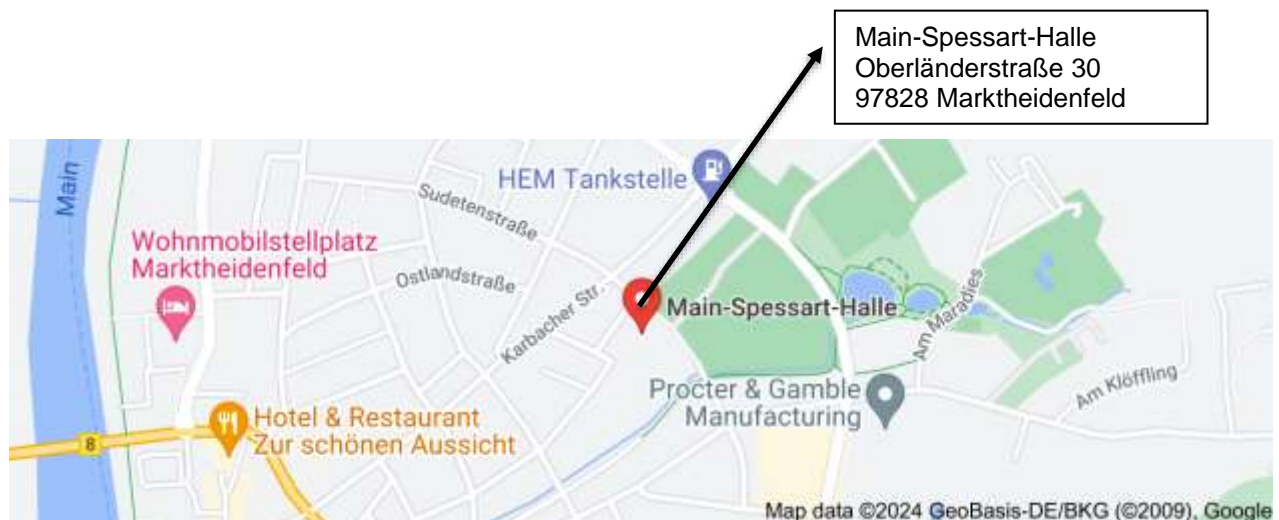 Main-Spessart-Halle
Oberländerstraße 30
97828 Marktheidenfeld
Main
HEM Tankstelle
Sudetenstraße
Wohnmobilstellplatz
Marktheidenfeld
Ostlandstraße
Karbacher Str.
Main-Spessart-Halle
Am Maradies
Procter & Gamble
Manufacturing
Am Klöffling
Hotel & Restaurant
Zur schönen Aussicht
8
Map data ©2024 GeoBasis-DE/BKG (©2009), Google